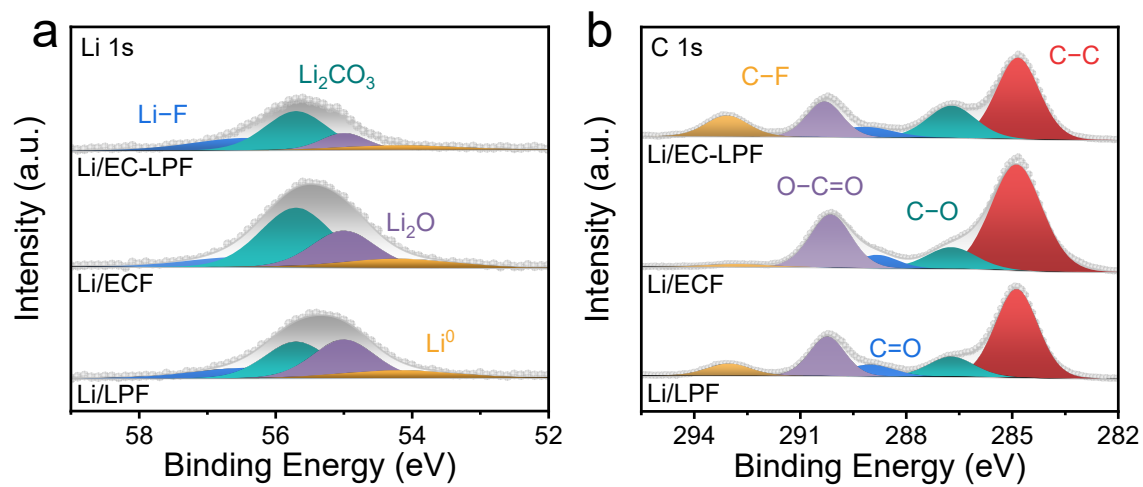 a
Li 1s
Li₂CO₃
Li−F
Li/EC-LPF
Li₂O
Li/ECF
Li⁰
Li/LPF
58
56
54
52
Binding Energy (eV)
Intensity (a.u.)
b
C 1s
C−C
C−F
Li/EC-LPF
O−C=O
C−O
Li/ECF
C=O
Li/LPF
294
291
288
285
282
Binding Energy (eV)
Intensity (a.u.)